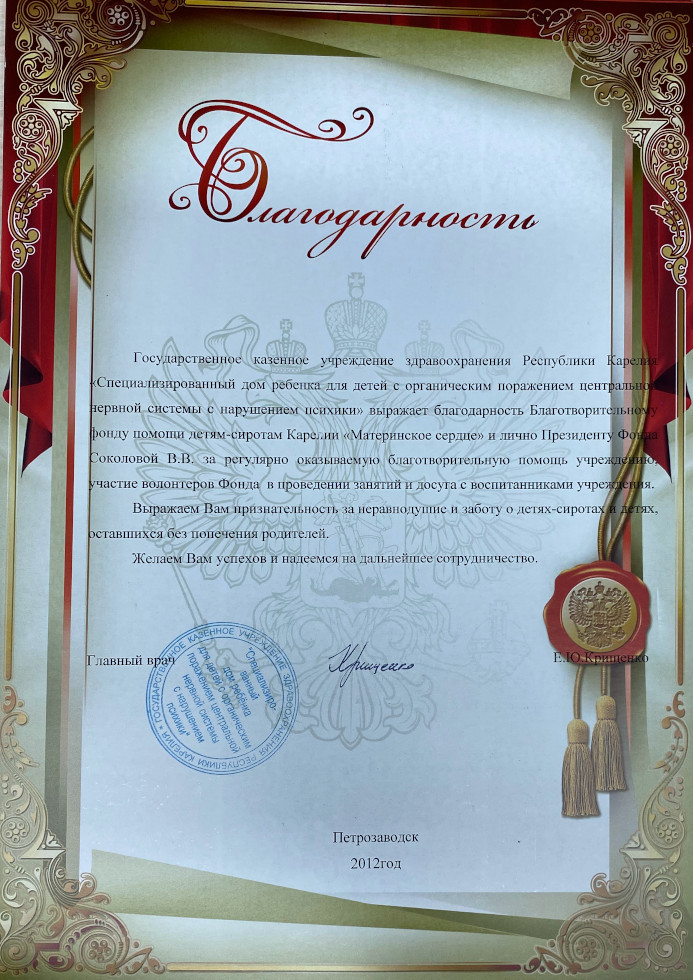 Благодарность
Государственное казенное учреждение здравоохранения Республики Карелия
«Специализированный дом ребенка для детей с органическим поражением центральной
нервной системы с нарушением психики» выражает благодарность Благотворительному
фонду помощи детям-сиротам Карелии «Материнское сердце» и лично Президенту Фонда
Соколовой В.В. за регулярно оказываемую благотворительную помощь учреждению,
участие волонтеров Фонда в проведении занятий и досуга с воспитанниками учреждения.
Выражаем Вам признательность за неравнодушие и заботу о детях-сиротах и детях,
оставшихся без попечения родителей.
Желаем Вам успехов и надеемся на дальнейшее сотрудничество.
Главный врач
Крищенко
Е.Ю.Крищенко
ГОСУДАРСТВЕННОЕ КАЗЕННОЕ УЧРЕЖДЕНИЕ ЗДРАВООХРАНЕНИЯ РЕСПУБЛИКИ КАРЕЛИЯ
"Специализиро-
ванный
дом ребёнка
для детей с органическим
поражением центральной
нервной системы
с нарушением
психики"
Петрозаводск
2012год